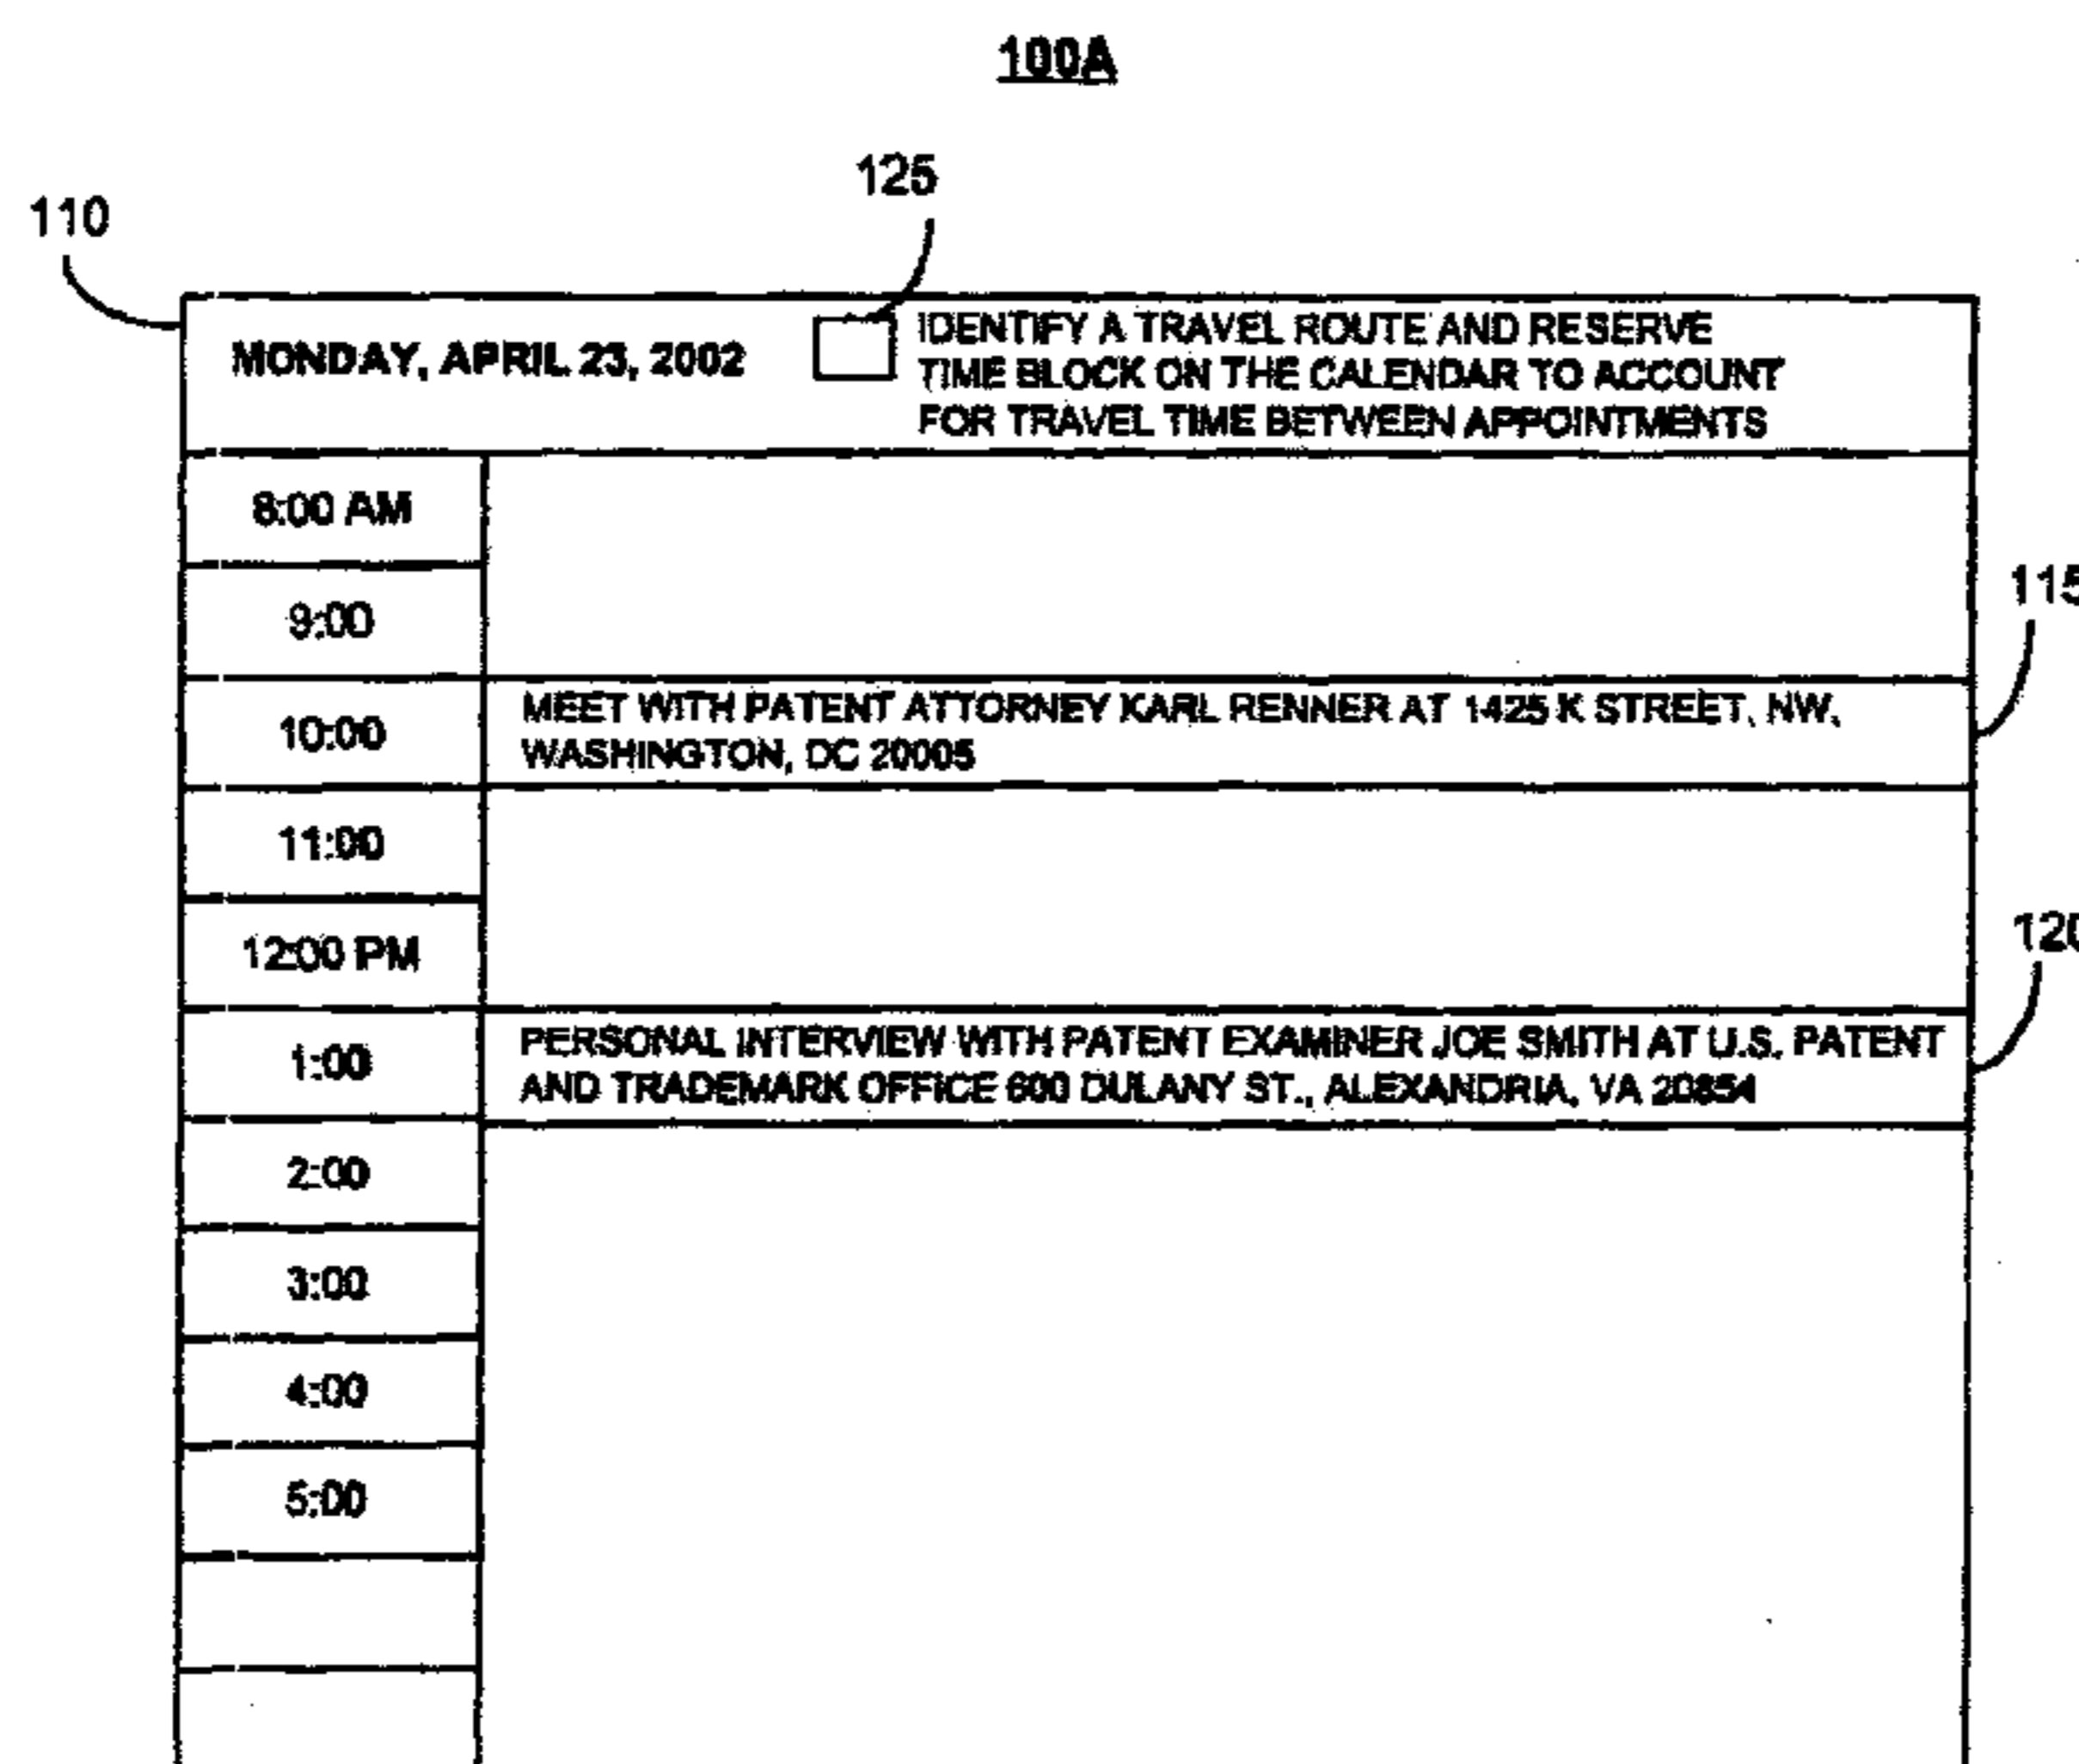 100A
125
110
MONDAY, APRIL 23, 2002
IDENTIFY A TRAVEL ROUTE AND RESERVE
TIME BLOCK ON THE CALENDAR TO ACCOUNT
FOR TRAVEL TIME BETWEEN APPOINTMENTS
8:00 AM
9:00
115
10:00
MEET WITH PATENT ATTORNEY KARL RENNER AT 1425 K STREET, NW,
WASHINGTON, DC 20005
11:00
120
12:00 PM
1:00
PERSONAL INTERVIEW WITH PATENT EXAMINER JOE SMITH AT U.S. PATENT
AND TRADEMARK OFFICE 600 DULANY ST., ALEXANDRIA, VA 20854
2:00
3:00
4:00
5:00